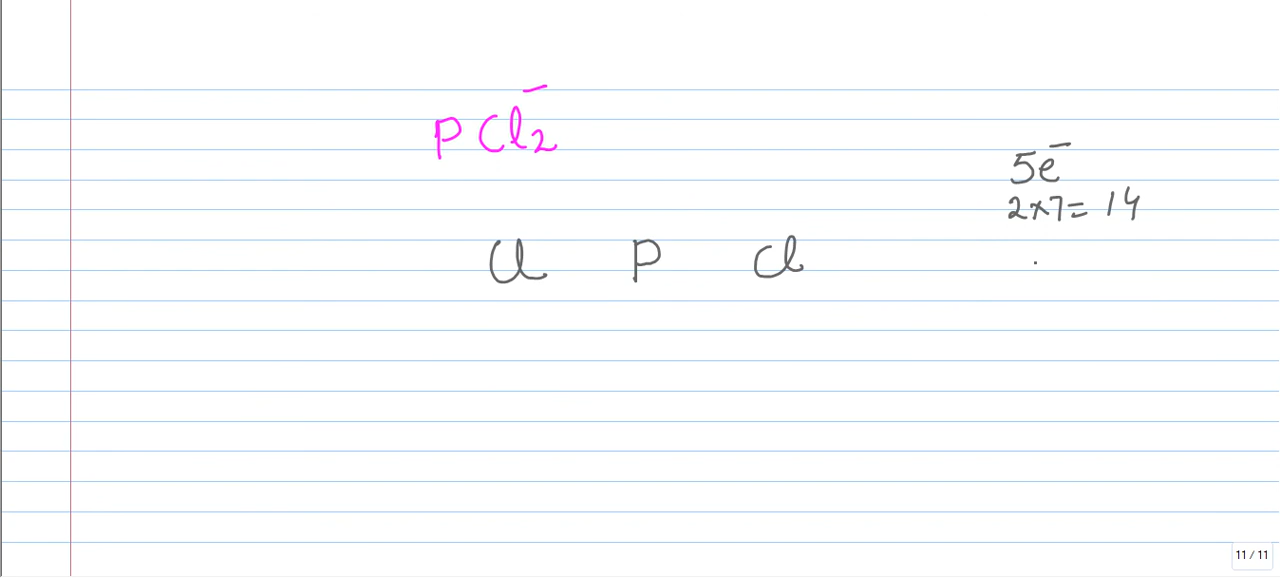 PCl₂⁻
5e⁻
2×7= 14
Cl P Cl
11 / 11